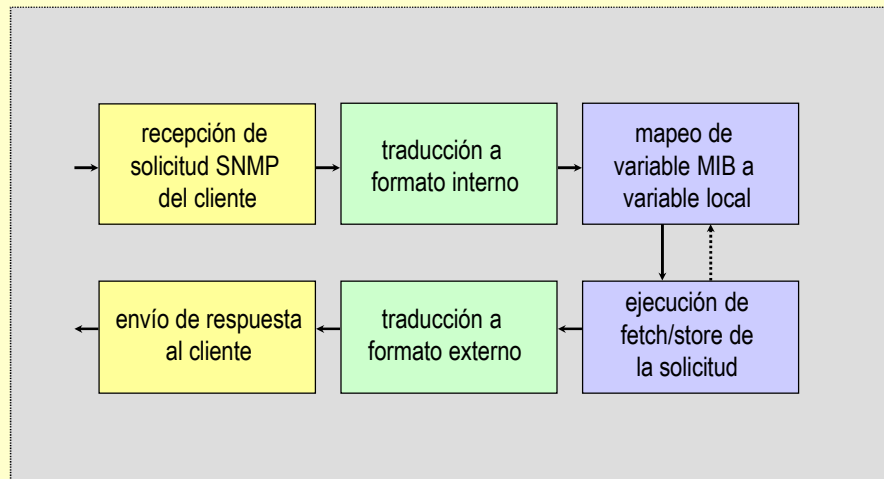 recepción de
solicitud SNMP
del cliente
traducción a
formato interno
mapeo de
variable MIB a
variable local
envío de respuesta
al cliente
traducción a
formato externo
ejecución de
fetch/store de
la solicitud